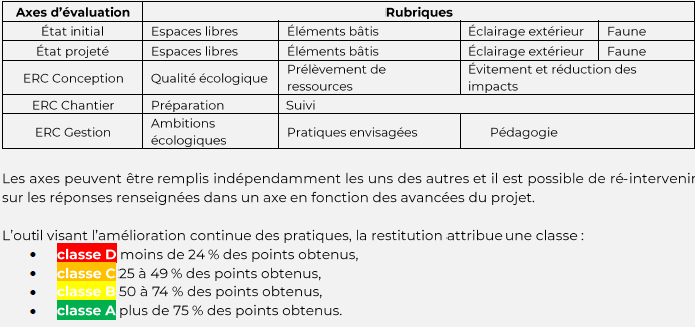 Axes d'évaluation Rubriques
État initial Espaces libres Éléments bâtis Éclairage extérieur Faune
État projeté Espaces libres Éléments bâtis Éclairage extérieur Faune
ERC Conception Qualité écologique Prélèvement de ressources Évitement et réduction des impacts
ERC Chantier Préparation Suivi
ERC Gestion Ambitions écologiques Pratiques envisagées Pédagogie
Les axes peuvent être remplis indépendamment les uns des autres et il est possible de ré-intervenir
sur les réponses renseignées dans un axe en fonction des avancées du projet.
L'outil visant l'amélioration continue des pratiques, la restitution attribue une classe :
• classe D moins de 24 % des points obtenus,
• classe C 25 à 49 % des points obtenus,
• classe B 50 à 74 % des points obtenus,
• classe A plus de 75 % des points obtenus.